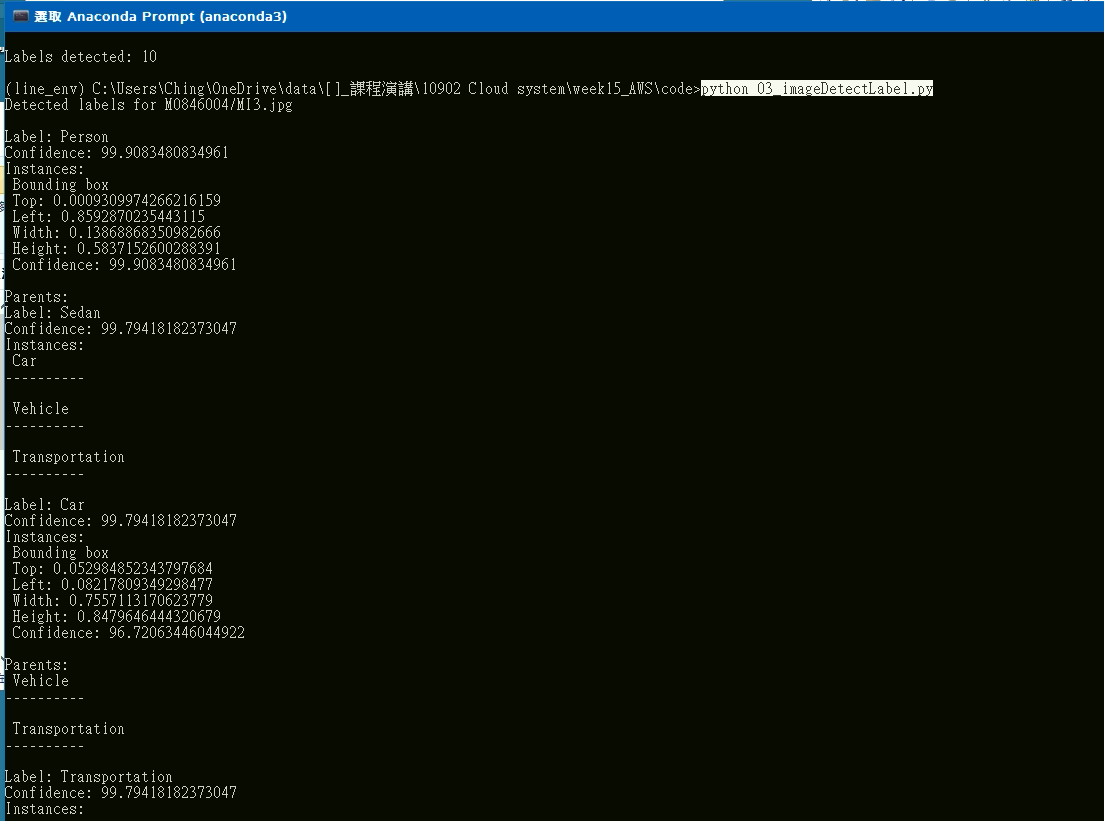 選取 Anaconda Prompt (anaconda3)
Labels detected: 10
(line_env) C:\Users\Ching\OneDrive\data\[]_課程演講\10902 Cloud system\week15_AWS\code>python 03_imageDetectLabel.py
Detected labels for M0846004/MI3.jpg
Label: Person
Confidence: 99.9083480834961
Instances:
Bounding box
Top: 0.0009309974266216159
Left: 0.8592870235443115
Width: 0.13868868350982666
Height: 0.5837152600288391
Confidence: 99.9083480834961
Parents:
Label: Sedan
Confidence: 99.79418182373047
Instances:
Car
----------
Vehicle
----------
Transportation
----------
Label: Car
Confidence: 99.79418182373047
Instances:
Bounding box
Top: 0.052984852343797684
Left: 0.08217809349298477
Width: 0.7557113170623779
Height: 0.8479646444320679
Confidence: 96.72063446044922
Parents:
Vehicle
----------
Transportation
----------
Label: Transportation
Confidence: 99.79418182373047
Instances: